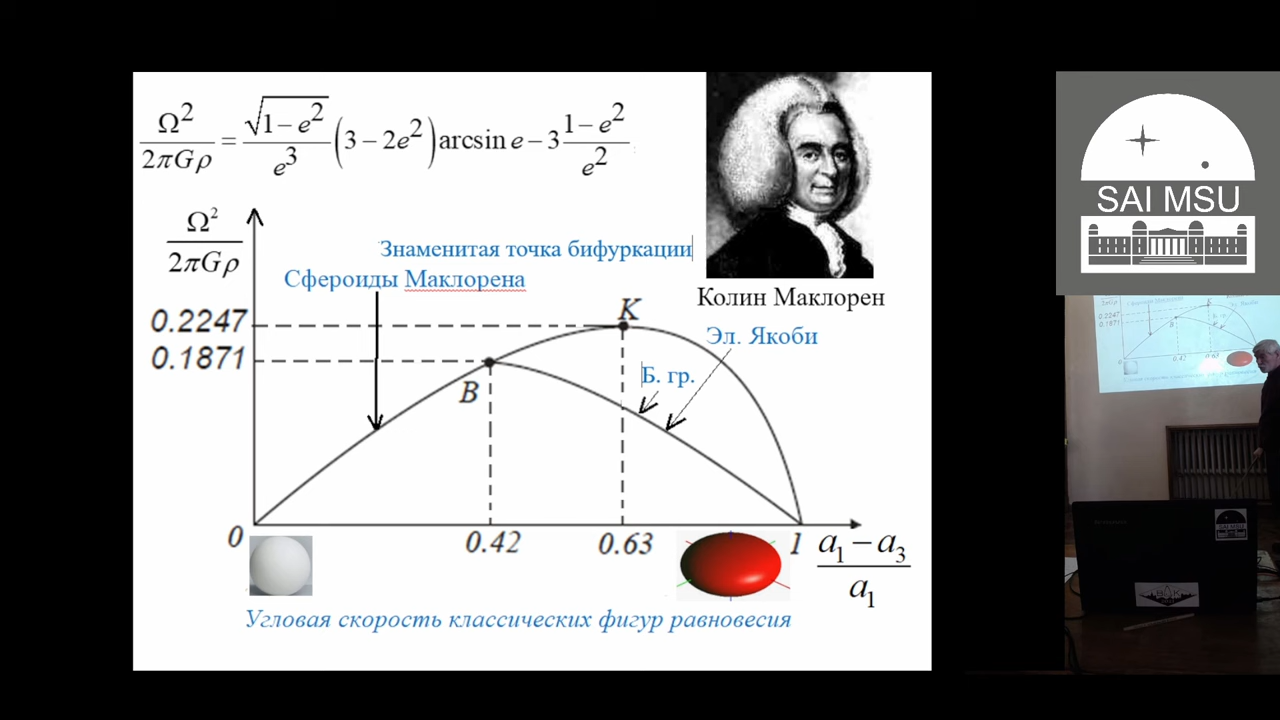 Ω² / 2πGρ = √(1 − e²) / e³ (3 − 2e²) arcsin e − 3 (1 − e²) / e²
Ω² / 2πGρ
Знаменитая точка бифуркации
Сфероиды Маклорена
Колин Маклорен
K
0.2247
Эл. Якоби
0.1871
Б. гр.
B
0
0.42
0.63
1
a₁ − a₃ / a₁
Угловая скорость классических фигур равновесия
SAI MSU